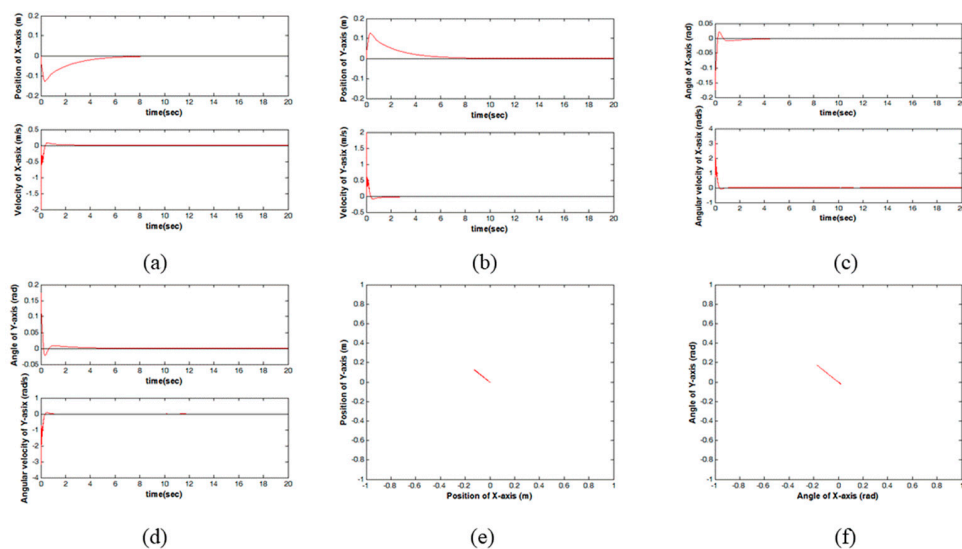 Position of X-axis (m)
0.2
0.1
0
-0.1
-0.2
0 2 4 6 8 10 12 14 16 18 20
time(sec)
Velocity of X-asix (m/s)
0.5
0
-0.5
-1
-1.5
-2
0 2 4 6 8 10 12 14 16 18 20
time(sec)
(a)
Position of Y-axis (m)
0.2
0.1
0
-0.1
-0.2
0 2 4 6 8 10 12 14 16 18 20
time(sec)
Velocity of Y-asix (m/s)
2
1.5
1
0.5
0
-0.5
0 2 4 6 8 10 12 14 16 18 20
time(sec)
(b)
Angle of X-axis (rad)
0.05
0
-0.05
-0.1
-0.15
-0.2
0 2 4 6 8 10 12 14 16 18 20
time(sec)
Angular velocity of X-asix (rad/s)
4
3
2
1
0
-1
0 2 4 6 8 10 12 14 16 18 20
time(sec)
(c)
Angle of Y-axis (rad)
0.2
0.15
0.1
0.05
0
0.05
0 2 4 6 8 10 12 14 16 18 20
time(sec)
Angular velocity of Y-asix (rad/s)
1
0
-1
-2
-3
-4
0 2 4 6 8 10 12 14 16 18 20
time(sec)
(d)
Position of Y-axis (m)
1
0.8
0.6
0.4
0.2
0
-0.2
-0.4
-0.6
-0.8
-1
-1 -0.8 -0.6 -0.4 -0.2 0 0.2 0.4 0.6 0.8 1
Position of X-axis (m)
(e)
Angle of Y-axis (rad)
1
0.8
0.6
0.4
0.2
0
-0.2
-0.4
-0.6
-0.8
-1
-1 -0.8 -0.6 -0.4 -0.2 0 0.2 0.4 0.6 0.8 1
Angle of X-axis (rad)
(f)